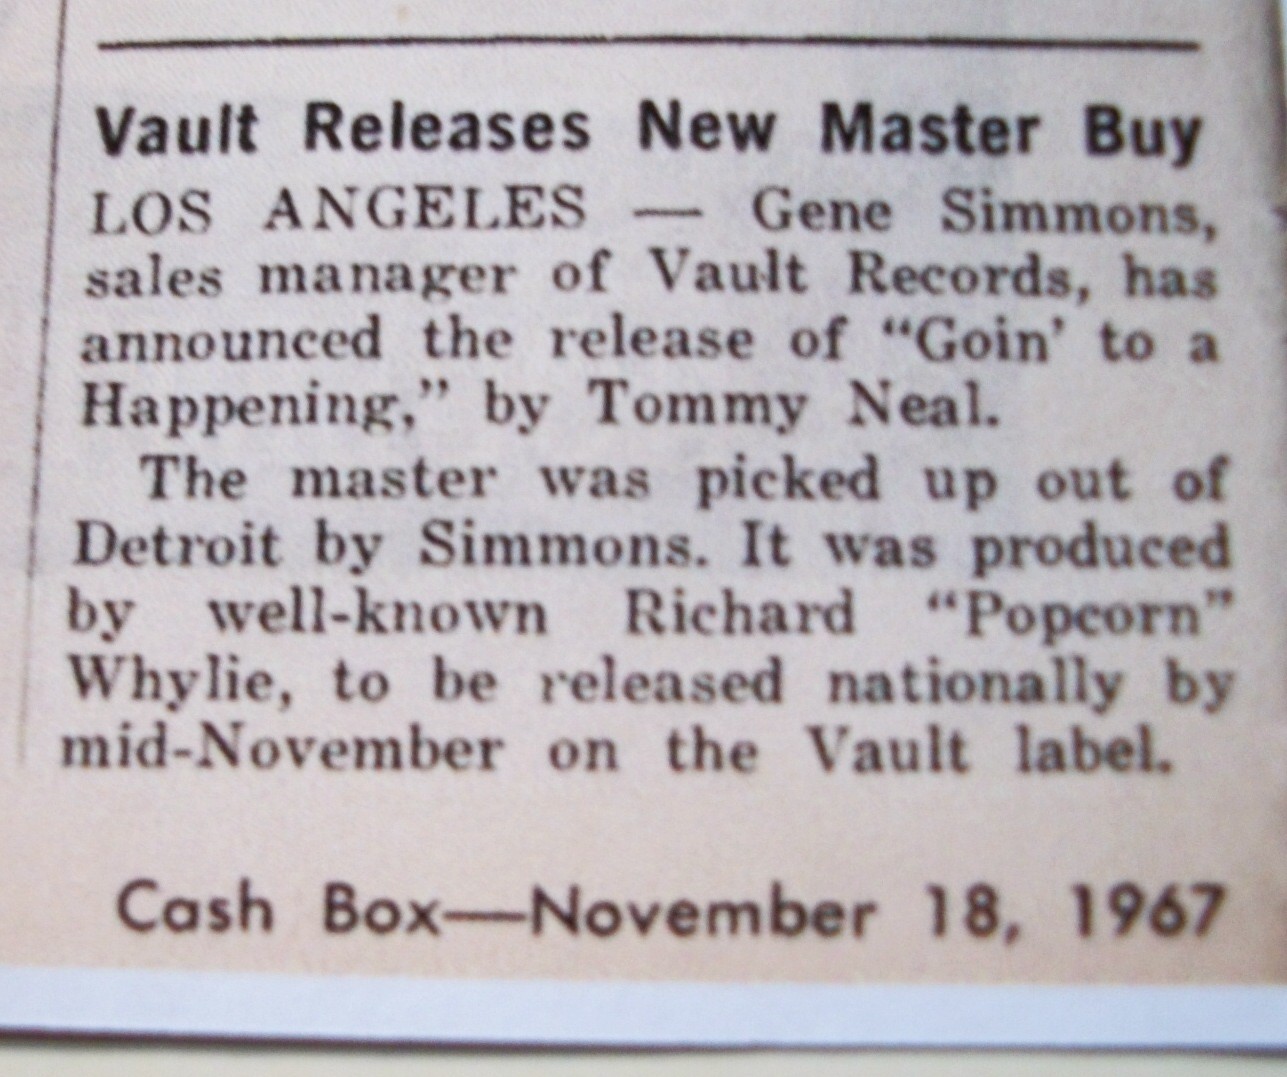 Vault Releases New Master Buy
LOS ANGELES — Gene Simmons,
sales manager of Vault Records, has
announced the release of “Goin’ to a
Happening,” by Tommy Neal.
The master was picked up out of
Detroit by Simmons. It was produced
by well-known Richard “Popcorn”
Whylie, to be released nationally by
mid-November on the Vault label.
Cash Box—November 18, 1967